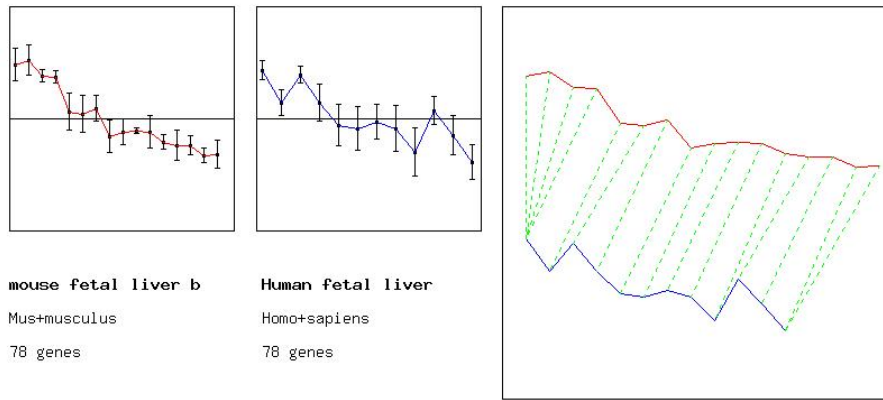 mouse fetal liver b
Human fetal liver
Mus+musculus
Homo+sapiens
78 genes
78 genes